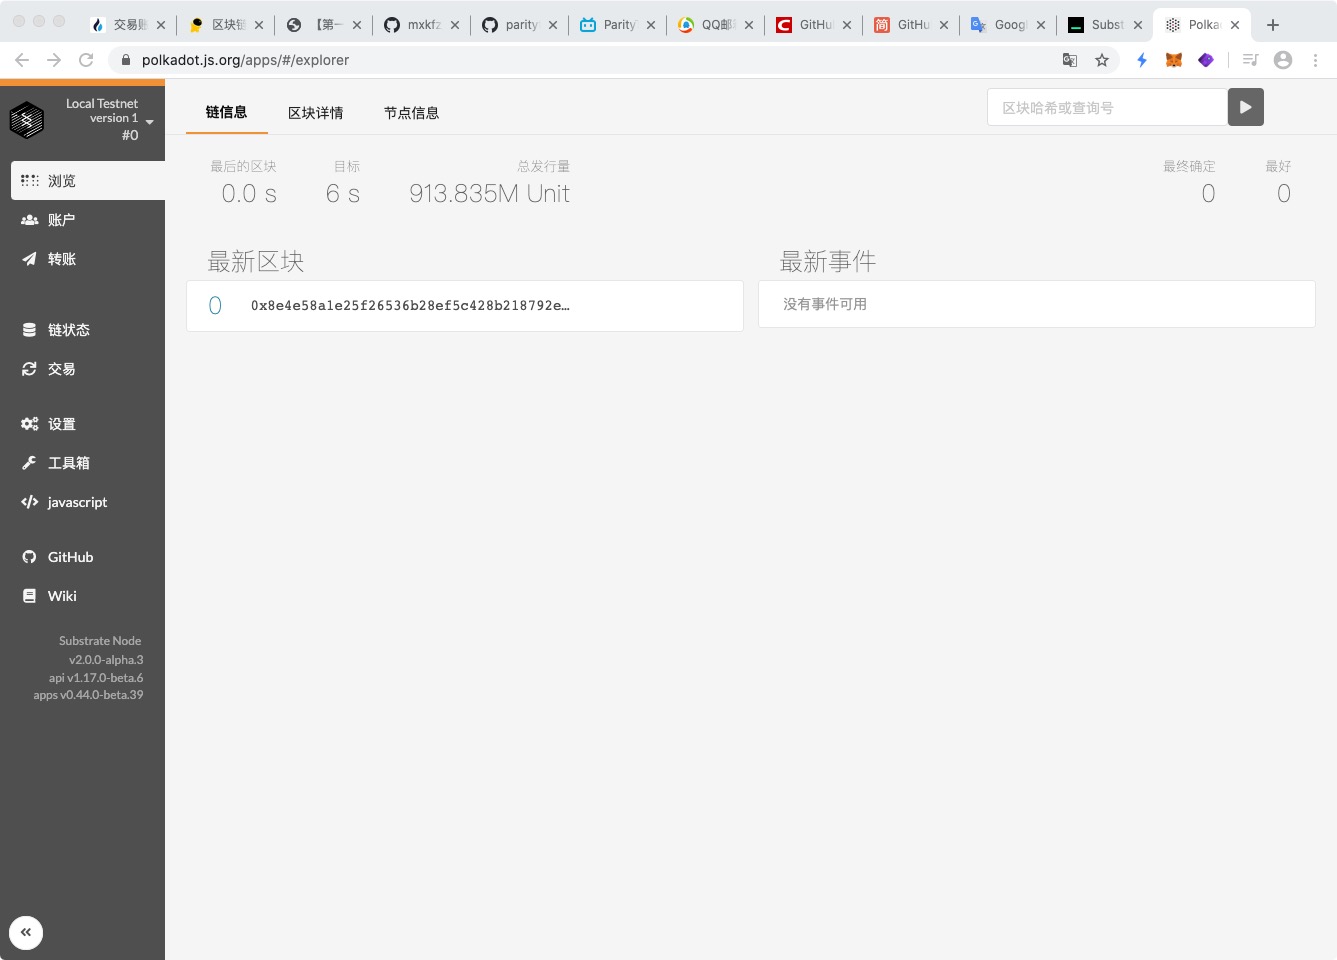 交易所
区块链
【第一
mxkfz
parity
Parity
QQ邮
GitHu
GitHu
Googl
Subst
Polka
polkadot.js.org/apps/#/explorer
Local Testnet
version 1
#0
链信息
区块详情
节点信息
区块哈希或查询号
浏览
账户
转账
链状态
交易
设置
工具箱
javascript
GitHub
Wiki
Substrate Node
v2.0.0-alpha.3
api v1.17.0-beta.6
apps v0.44.0-beta.39
最后的区块
0.0 s
目标
6 s
总发行量
913.835M Unit
最终确定
0
最好
0
最新区块
0
0x8e4e58a1e25f26536b28ef5c428b218792e…
最新事件
没有事件可用